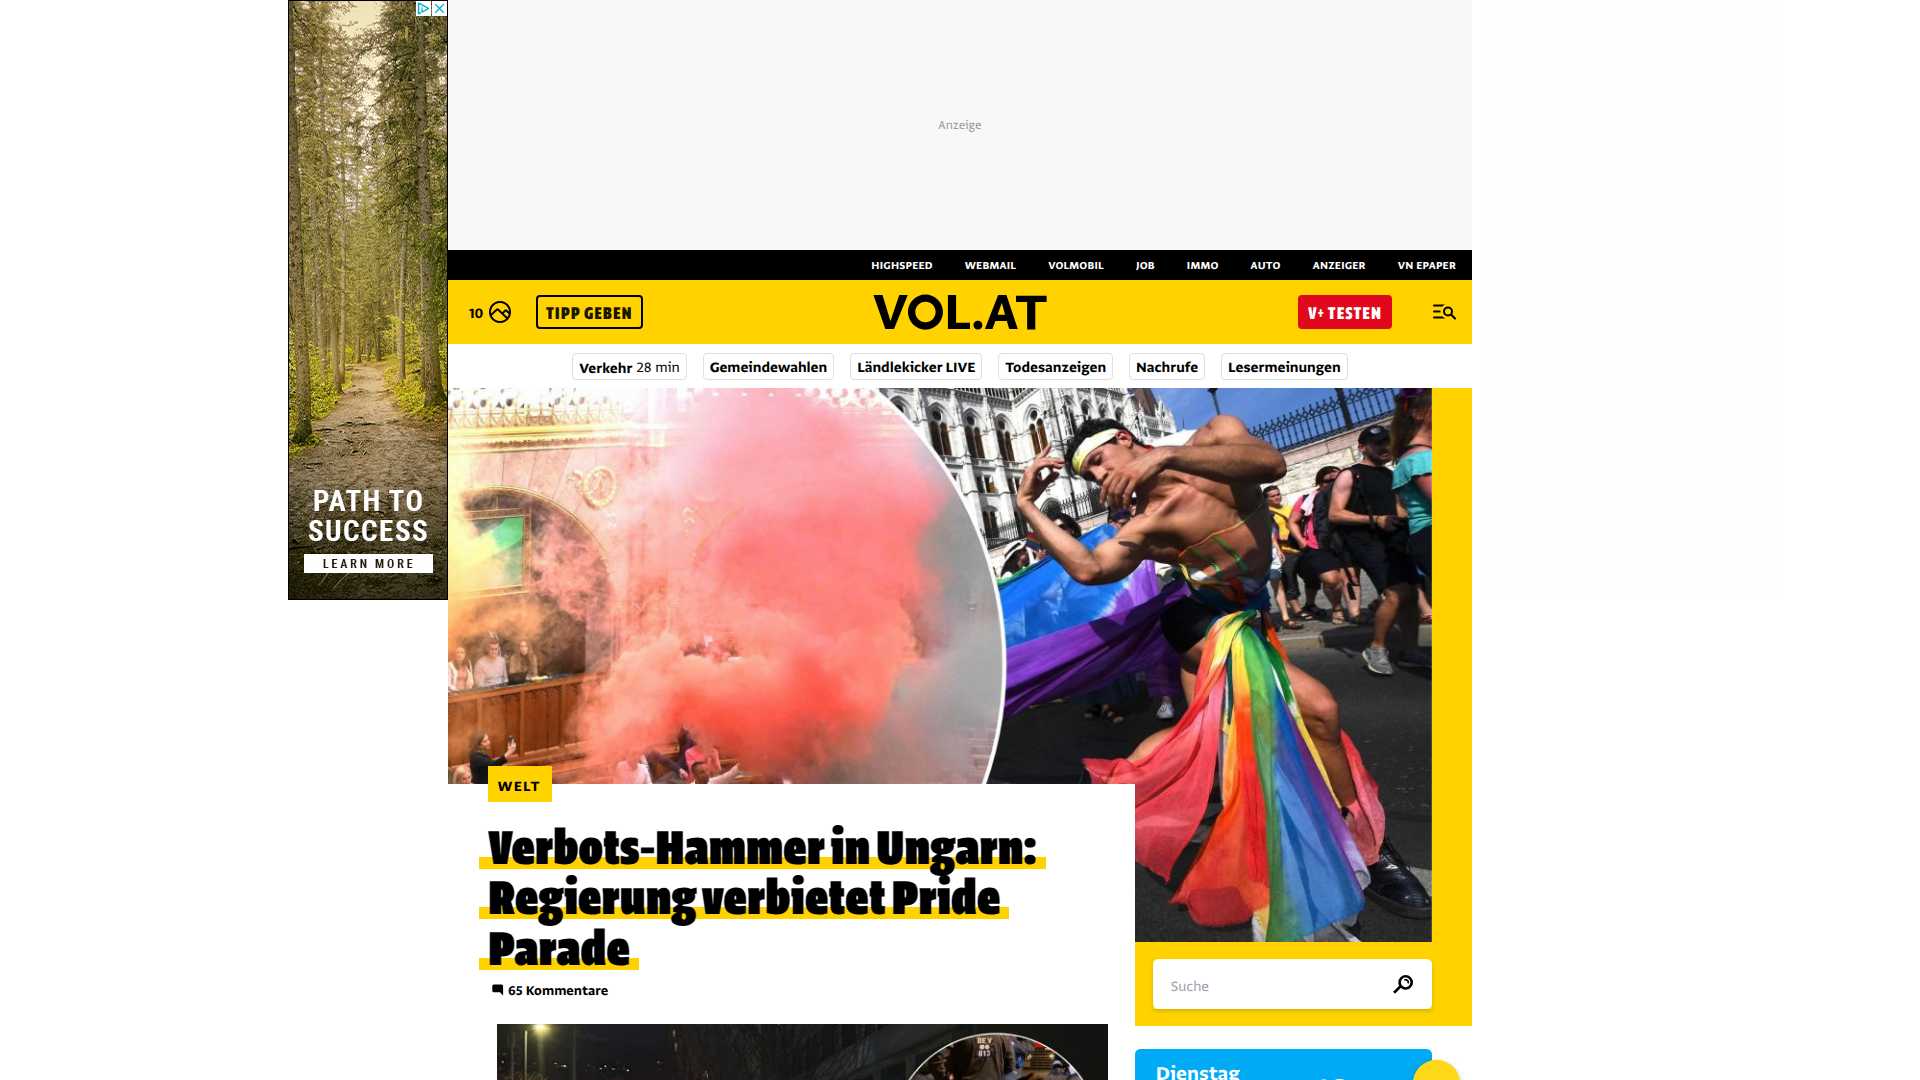 PATH TO
SUCCESS
LEARN MORE
Anzeige
HIGHSPEED WEBMAIL VOLMOBIL JOB IMMO AUTO ANZEIGER VN EPAPER
10 TIPP GEBEN VOL.AT V+ TESTEN
Verkehr 28 min Gemeindewahlen Ländlekicker LIVE Todesanzeigen Nachrufe Lesermeinungen
WELT
Verbots-Hammer in Ungarn:
Regierung verbietet Pride
Parade
65 Kommentare
Suche
BEV
813
Dienstag